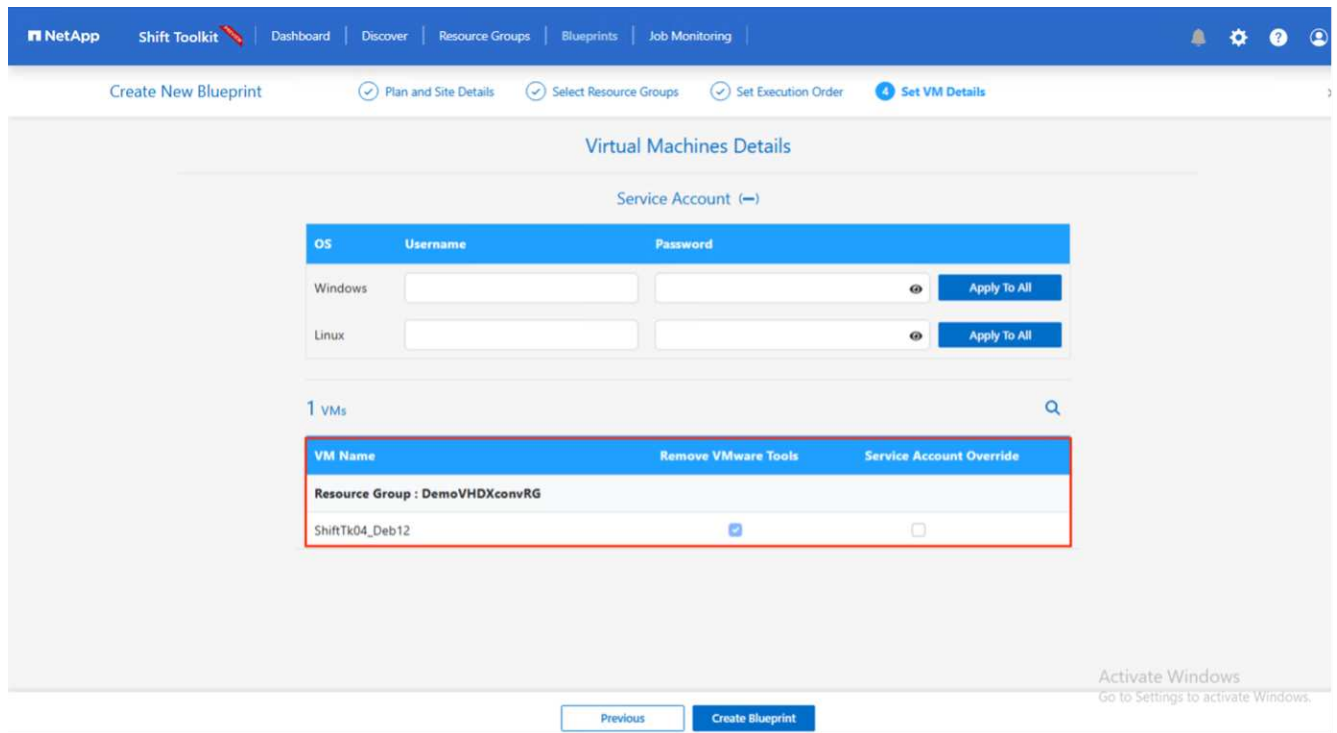 NetApp Shift Toolkit Dashboard Discover Resource Groups Blueprints Job Monitoring
Create New Blueprint Plan and Site Details Select Resource Groups Set Execution Order 4 Set VM Details
Virtual Machines Details
Service Account (—)
OS Username Password
Windows Apply To All
Linux Apply To All
1 VMs
VM Name Remove VMware Tools Service Account Override
Resource Group : DemoVHDXconvRG
ShiftTk04_Deb12
Activate Windows
Go to Settings to activate Windows.
Previous Create Blueprint